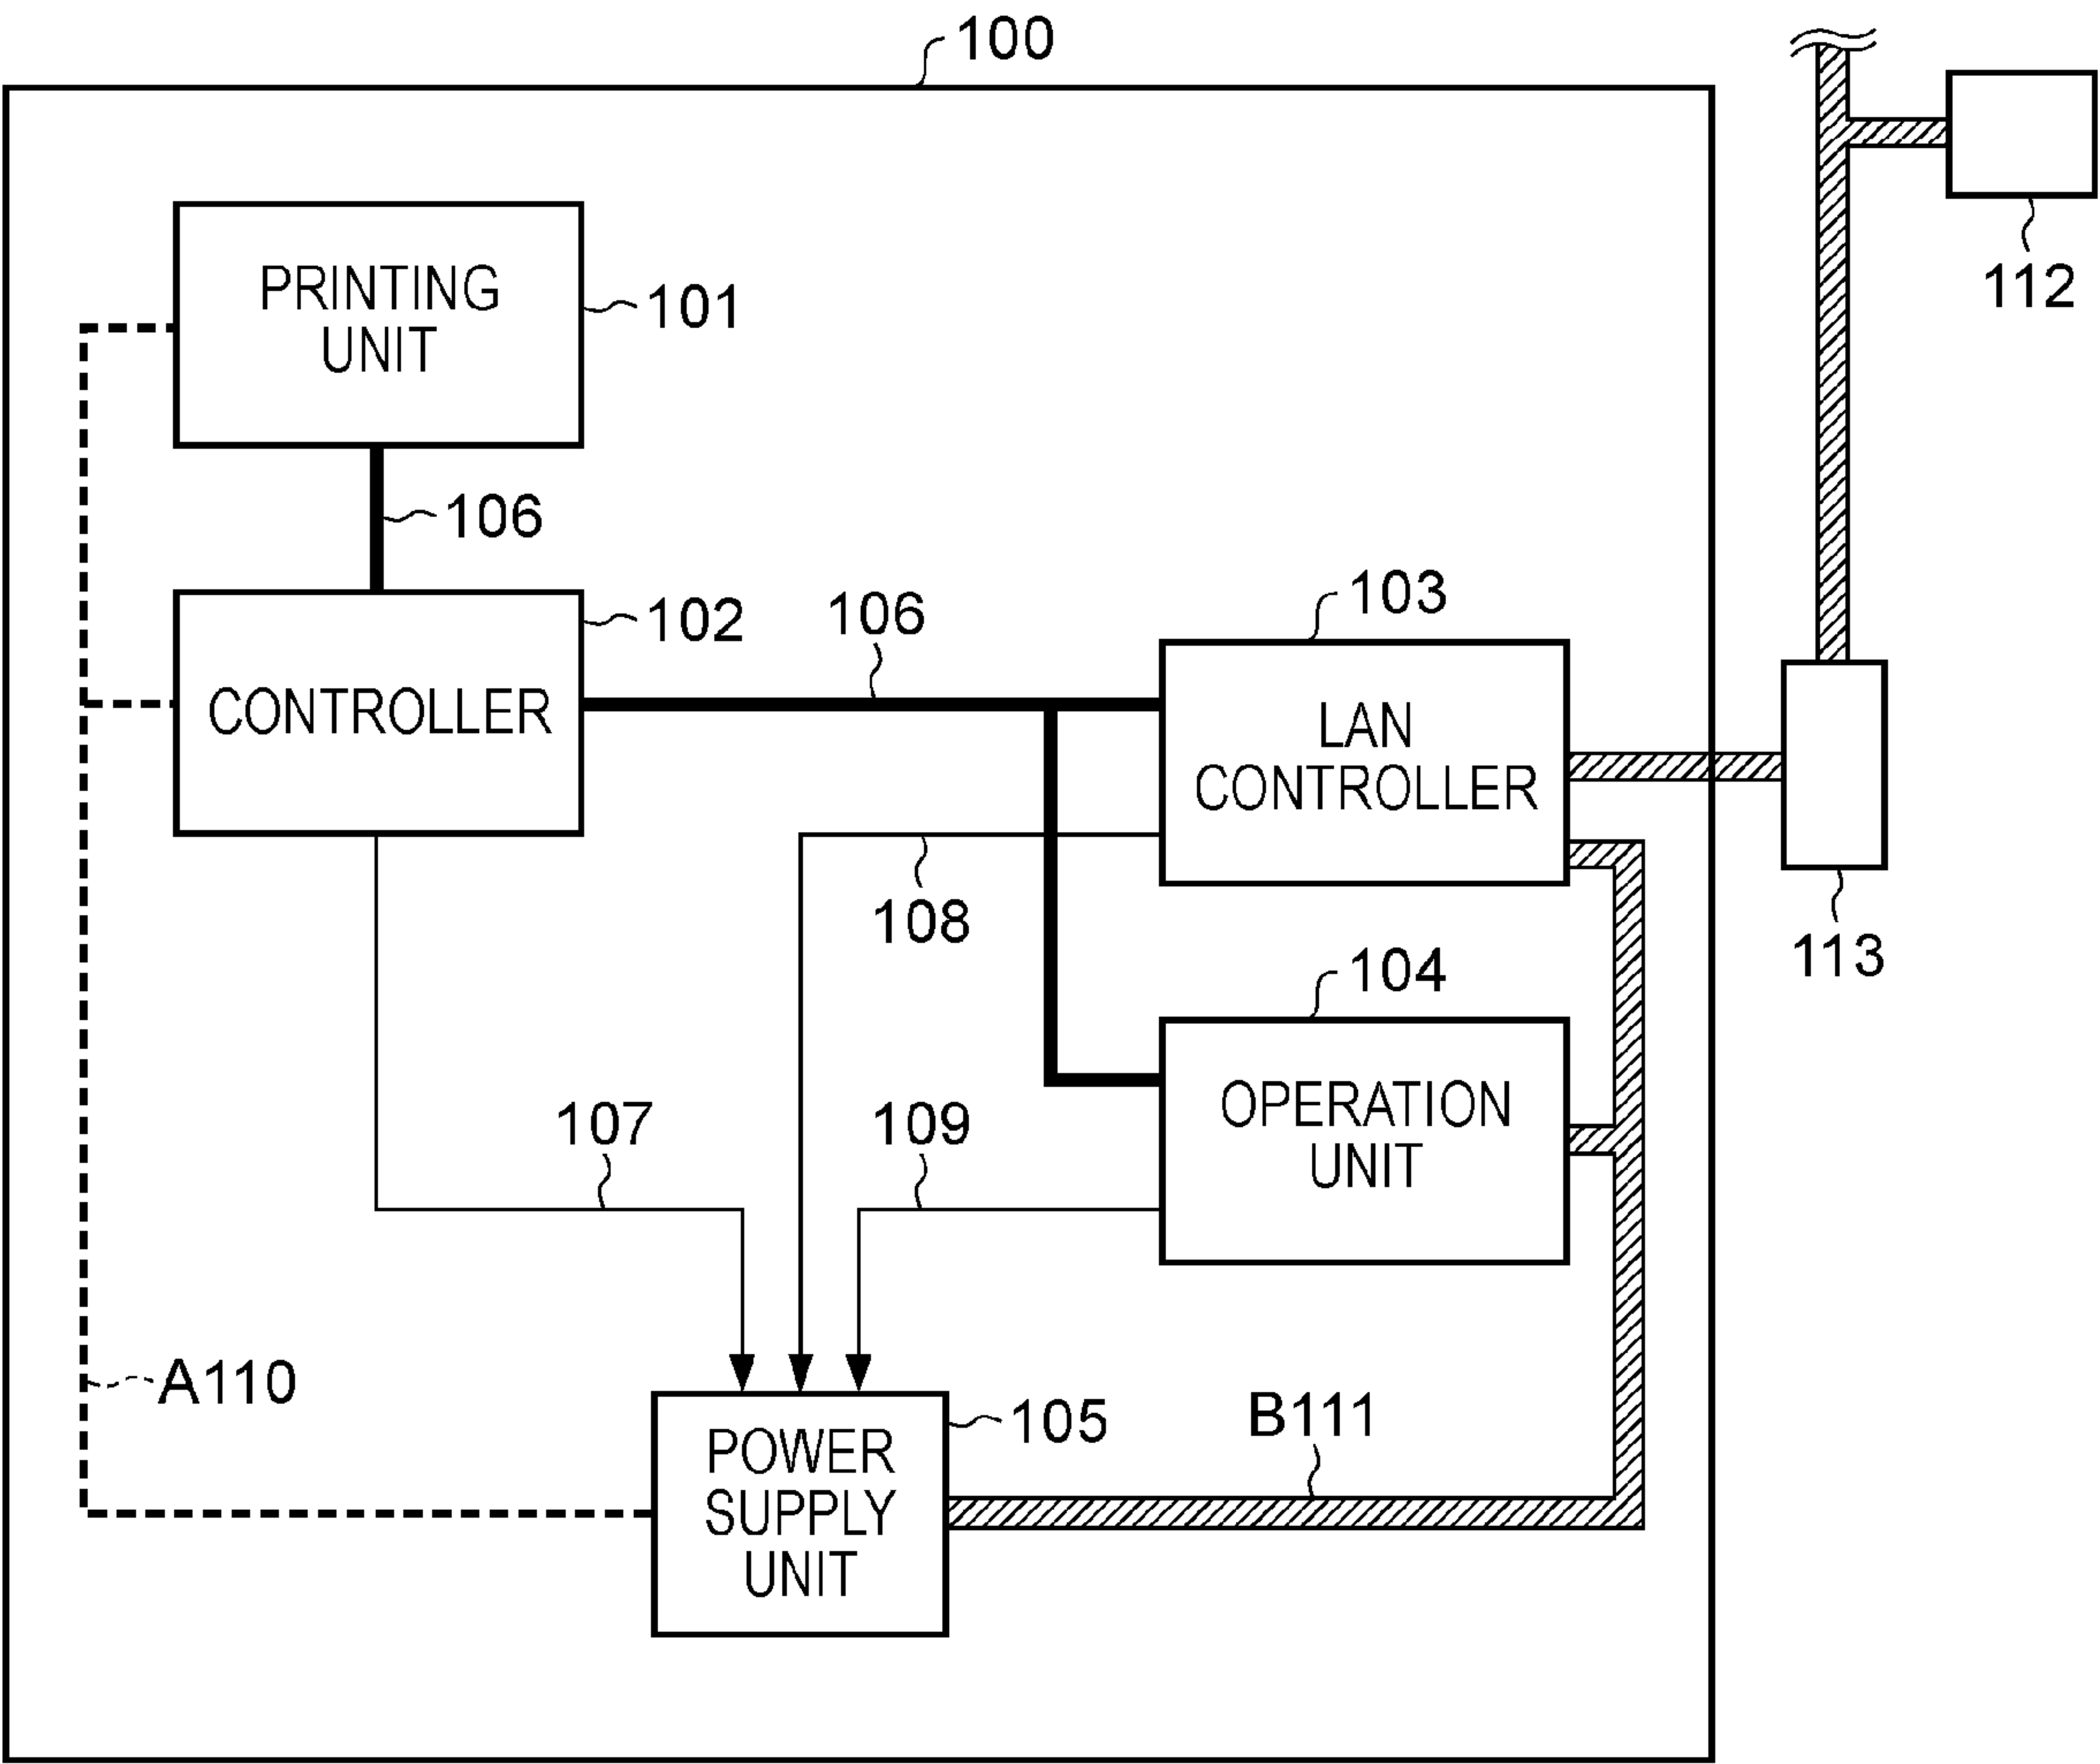 100
PRINTING
UNIT
101
112
106
CONTROLLER
102
106
103
LAN
CONTROLLER
108
113
104
OPERATION
UNIT
107
109
A110
105
B111
POWER
SUPPLY
UNIT